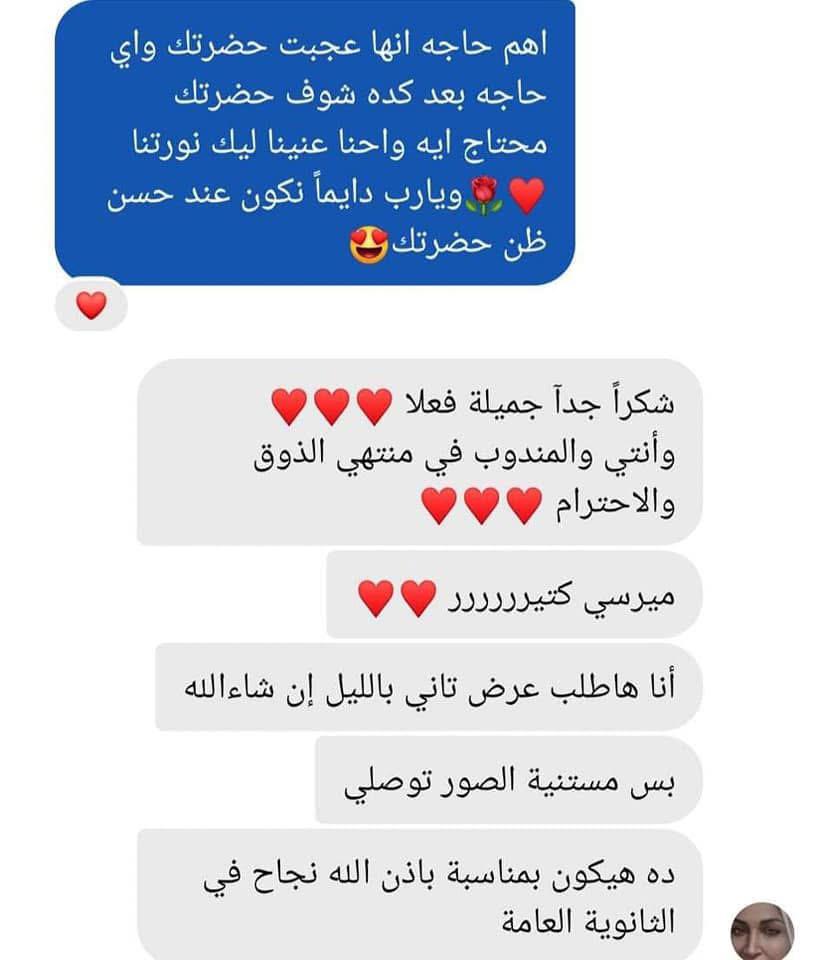 اهم حاجه انها عجبت حضرتك واي
حاجه بعد كده شوف حضرتك
محتاج ايه واحنا عنينا ليك نورتنا
♥️🌹ويارب دايماً نكون عند حسن
ظن حضرتك😍
♥️
شكراً جدآ جميلة فعلا ♥️♥️♥️
وأنتي والمندوب في منتهي الذوق
والاحترام ♥️♥️♥️
ميرسي كتيررررررر ♥️♥️
أنا هاطلب عرض تاني بالليل إن شاءالله
بس مستنية الصور توصلي
ده هيكون بمناسبة باذن الله نجاح في
الثانوية العامة